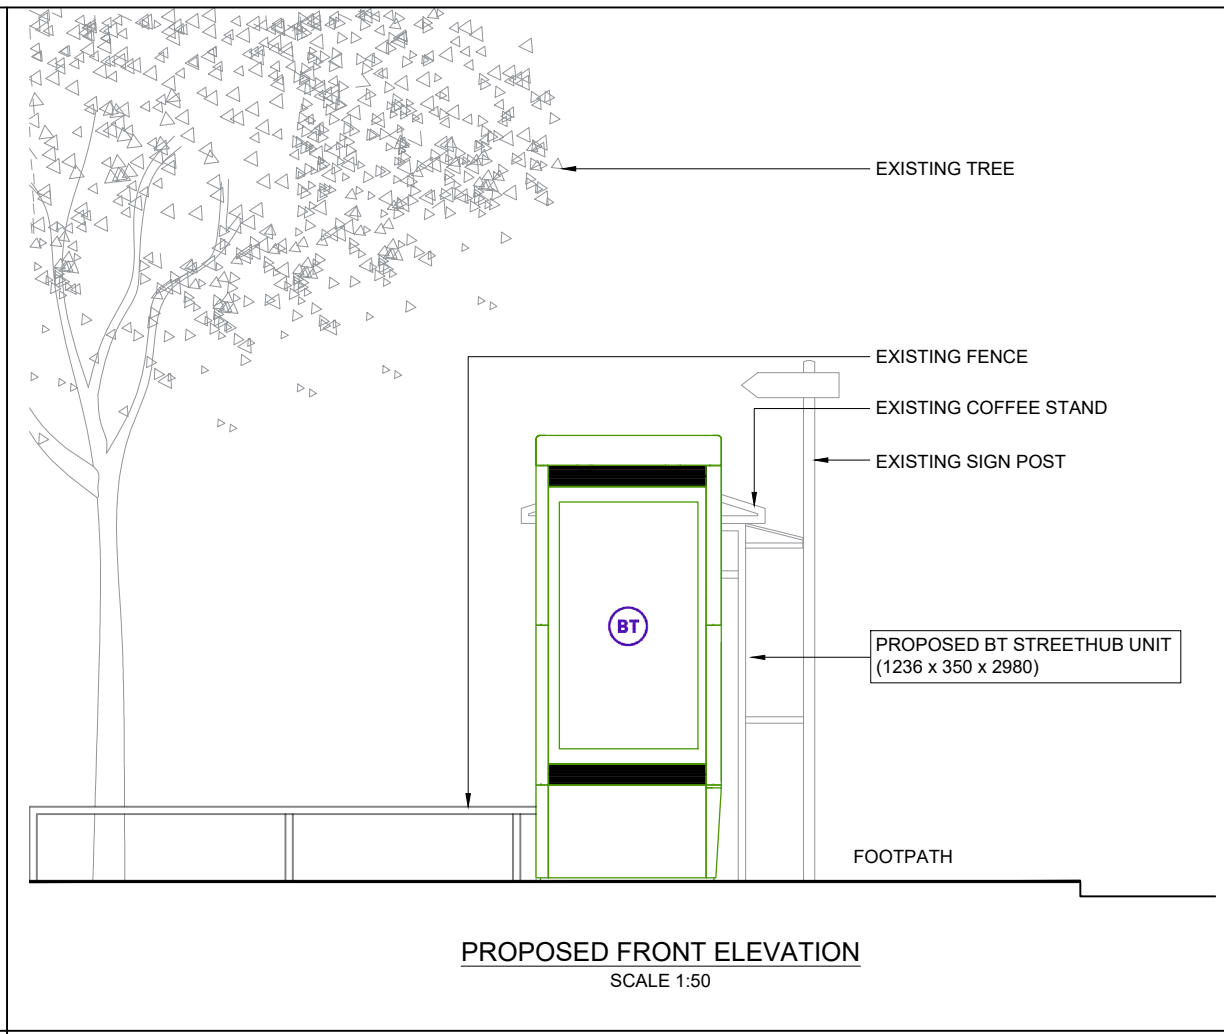 EXISTING TREE
EXISTING FENCE
EXISTING COFFEE STAND
EXISTING SIGN POST
BT
PROPOSED BT STREETHUB UNIT
(1236 x 350 x 2980)
FOOTPATH
PROPOSED FRONT ELEVATION
SCALE 1:50